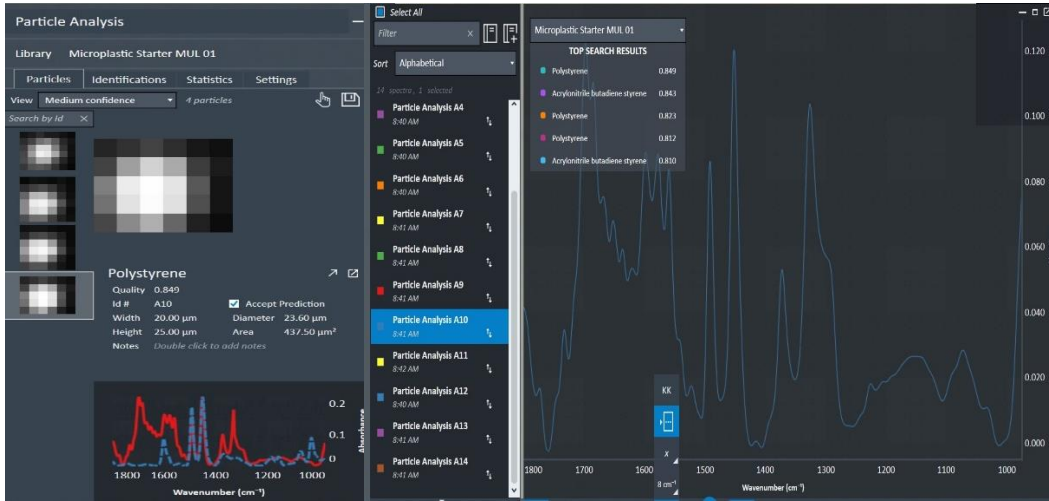 Particle Analysis
Library Microplastic Starter MUL 01
Particles Identifications Statistics Settings
View Medium confidence 4 particles
Search by Id ×
Polystyrene
Quality 0.849
Id # A10 Accept Prediction
Width 20.00 µm Diameter 23.60 µm
Height 25.00 µm Area 437.50 µm²
Notes Double click to add notes
0.2
0.1
0
Absorbance
1800 1600 1400 1200 1000
Wavenumber (cm⁻¹)
Select All
Filter ×
Sort Alphabetical
14 spectra, 1 selected
Particle Analysis A4
8:40 AM
Particle Analysis A5
8:40 AM
Particle Analysis A6
8:40 AM
Particle Analysis A7
8:41 AM
Particle Analysis A8
8:41 AM
Particle Analysis A9
8:41 AM
Particle Analysis A10
8:41 AM
Particle Analysis A11
8:42 AM
Particle Analysis A12
8:40 AM
Particle Analysis A13
8:41 AM
Particle Analysis A14
8:41 AM
Microplastic Starter MUL 01
TOP SEARCH RESULTS
Polystyrene 0.849
Acrylonitrile butadiene styrene 0.843
Polystyrene 0.823
Polystyrene 0.812
Acrylonitrile butadiene styrene 0.810
0.120
0.100
0.080
0.060
0.040
0.020
0.000
KK
x
8 cm⁻¹
1800 1700 1600 1500 1400 1300 1200 1100 1000
Wavenumber (cm⁻¹)